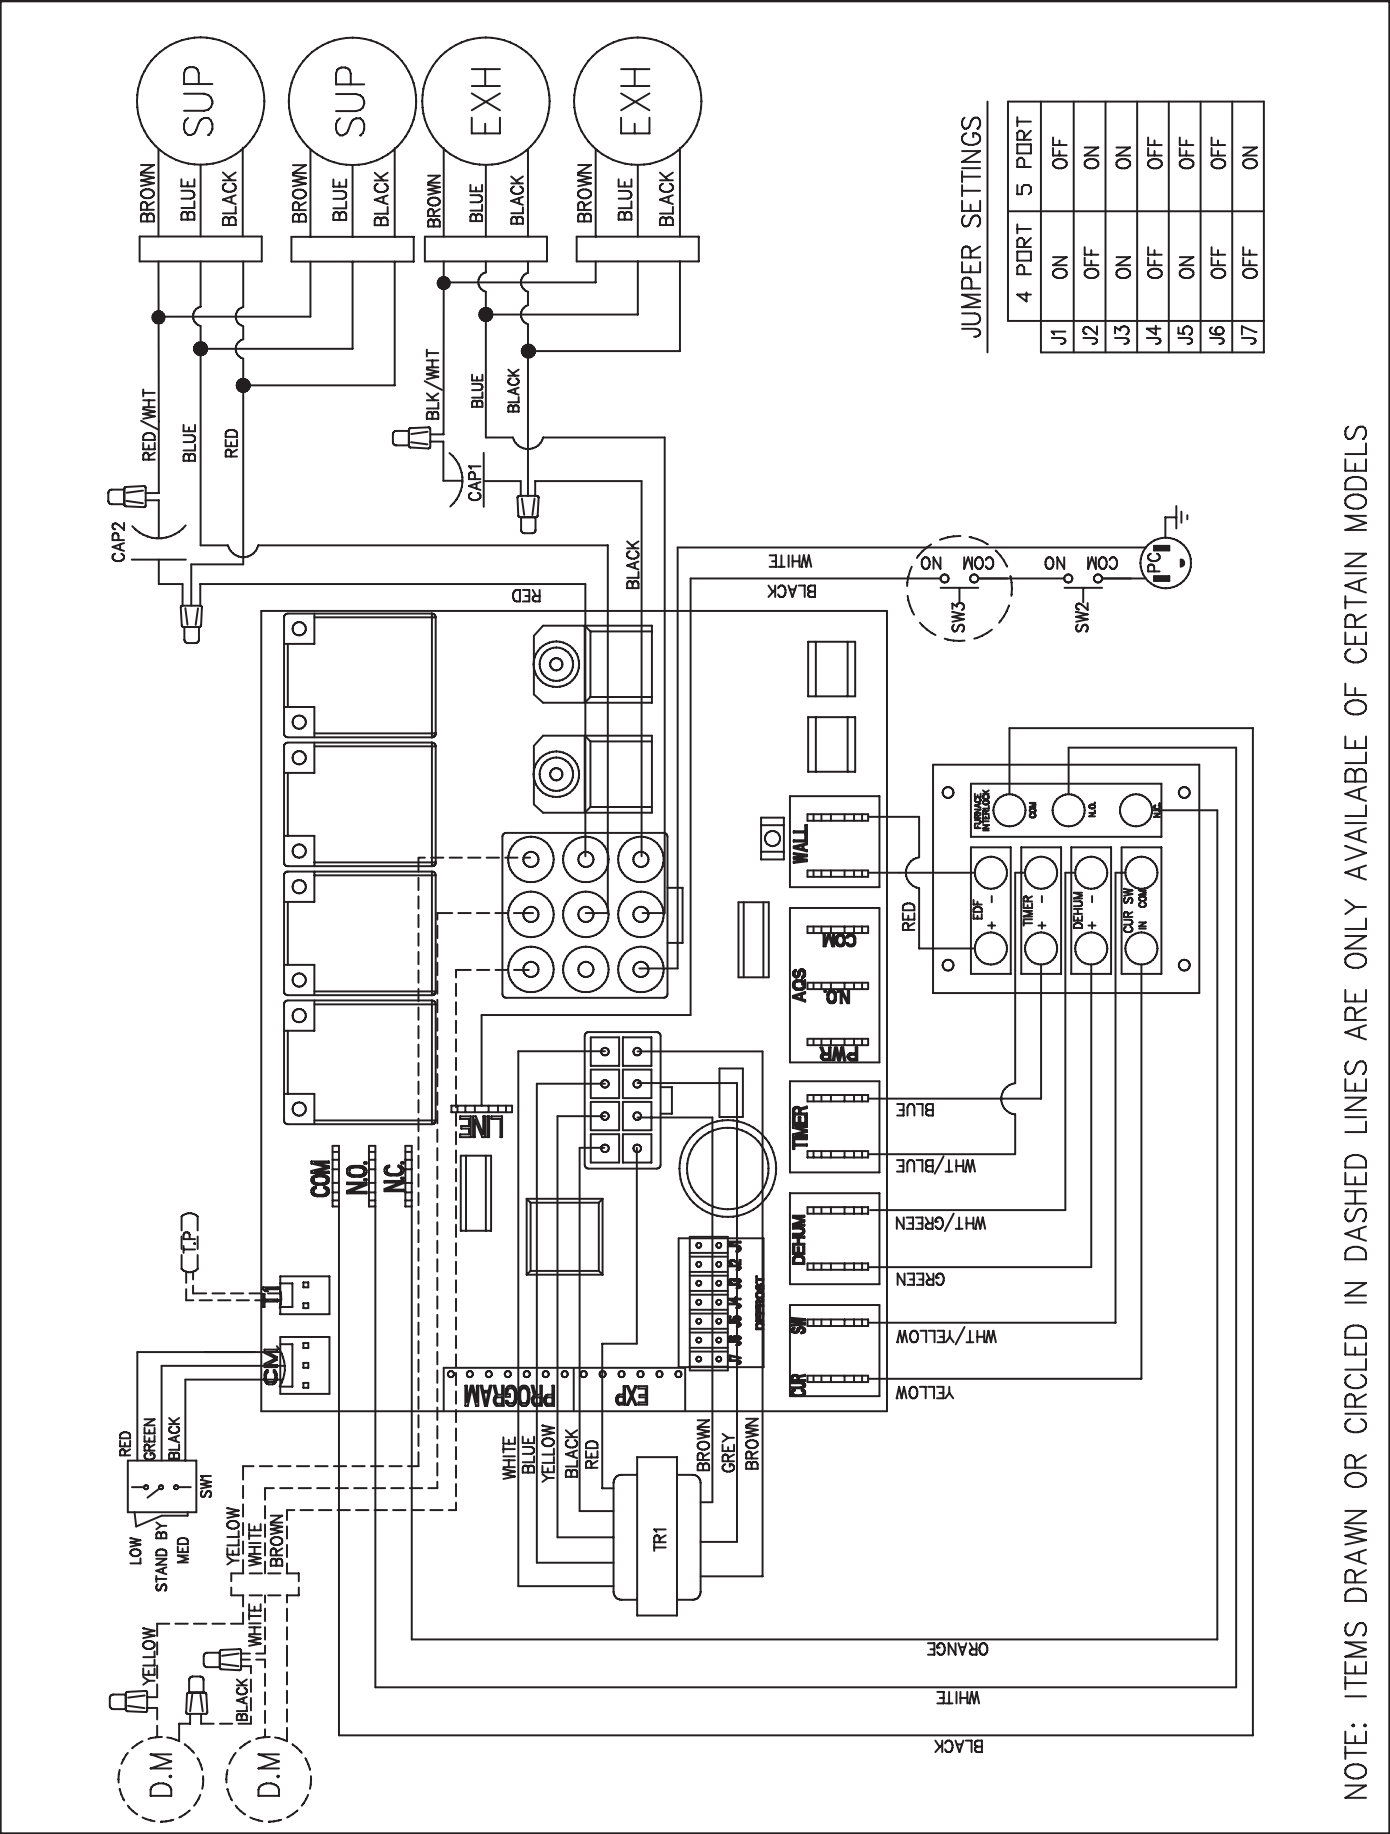 SUP
SUP
EXH
EXH
BROWN
BLUE
BLACK
BROWN
BLUE
BLACK
BROWN
BLUE
BLACK
BROWN
BLUE
BLACK
RED/WHT
BLUE
RED
BLK/WHT
BLUE
BLACK
CAP2
CAP1
RED
BLACK
WHITE
BLACK
NO COM
SW3
NO COM
SW2
PC
JUMPER SETTINGS
4 PORT 5 PORT
J1 ON OFF
J2 OFF ON
J3 ON ON
J4 OFF OFF
J5 ON OFF
J6 OFF OFF
J7 OFF ON
COM
N.O.
N.C.
LINE
T1
T.P
CM
RED
GREEN
BLACK
SW1
LOW
STAND BY
MED
PROGRAM
EXP
J1
J2
J3
J4
J5
J6
J7
DEFROST
WALL
AQS
COM
N.O.
PWR
TIMER
DEHUM
SW
CUR
RED
BLUE
WHT/BLUE
WHT/GREEN
GREEN
WHT/YELLOW
YELLOW
FURNACE
INTERLOCK
COM
N.O.
N.C.
EDF
+ -
TIMER
+ -
DEHUM
+ -
CUR SW
IN COM
WHITE
BLUE
YELLOW
BLACK
RED
BROWN
GREY
BROWN
TR1
YELLOW
WHITE
BROWN
YELLOW
WHITE
BLACK
D.M
D.M
ORANGE
WHITE
BLACK
NOTE: ITEMS DRAWN OR CIRCLED IN DASHED LINES ARE ONLY AVAILABLE OF CERTAIN MODELS